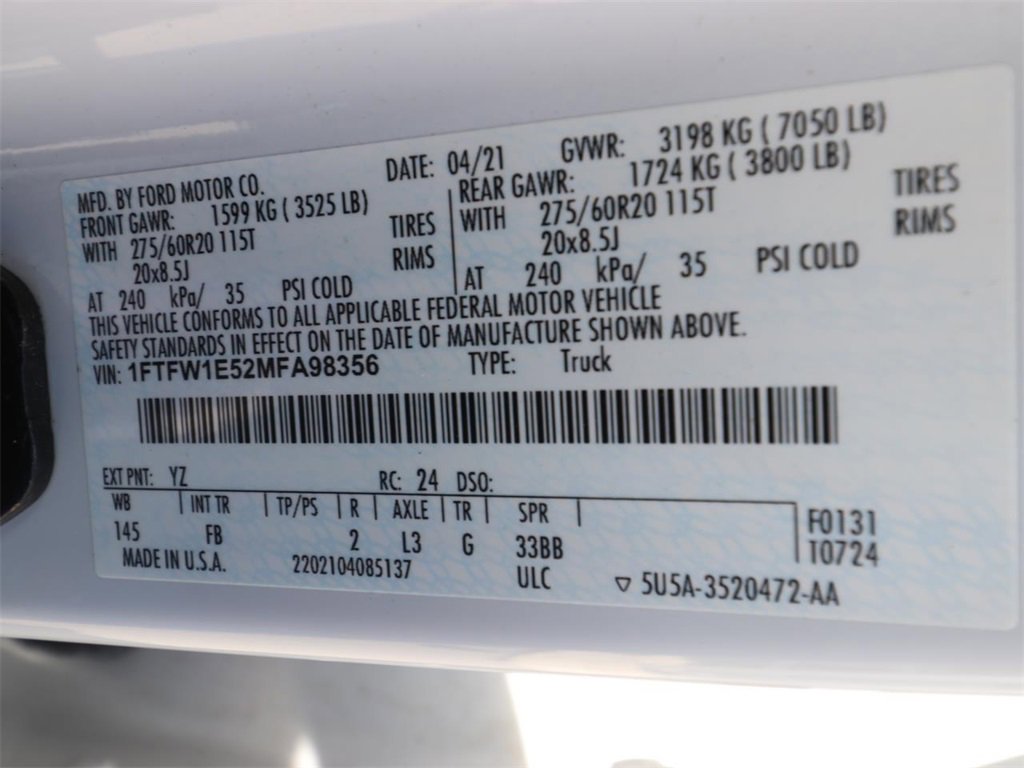 MFD. BY FORD MOTOR CO. DATE: 04/21 GVWR: 3198 KG ( 7050 LB)
FRONT GAWR: 1599 KG ( 3525 LB) REAR GAWR: 1724 KG ( 3800 LB)
WITH 275/60R20 115T TIRES WITH 275/60R20 115T TIRES
20x8.5J RIMS 20x8.5J RIMS
AT 240 kPa/ 35 PSI COLD AT 240 kPa/ 35 PSI COLD
THIS VEHICLE CONFORMS TO ALL APPLICABLE FEDERAL MOTOR VEHICLE
SAFETY STANDARDS IN EFFECT ON THE DATE OF MANUFACTURE SHOWN ABOVE.
VIN: 1FTFW1E52MFA98356 TYPE: Truck
EXT PNT: YZ RC: 24 DSO:
WB INT TR TP/PS R AXLE TR SPR F0131
145 FB 2 L3 G 33BB T0724
MADE IN U.S.A. 2202104085137 ULC ▽ 5U5A-3520472-AA